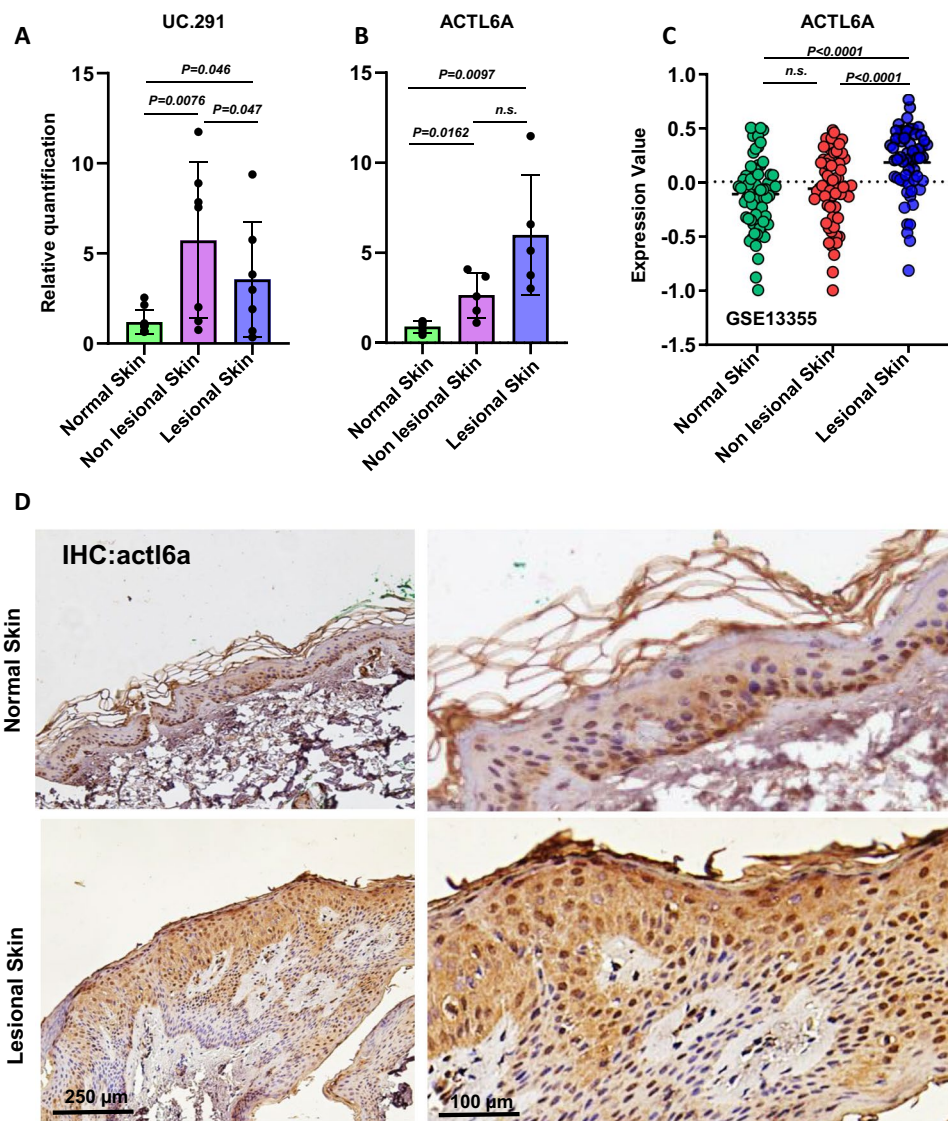 A
UC.291
P=0.046
P=0.0076
P=0.047
Relative quantification
15
10
5
0
Normal Skin
Non lesional Skin
Lesional Skin
B
ACTL6A
P=0.0097
n.s.
P=0.0162
15
10
5
0
Normal Skin
Non lesional Skin
Lesional Skin
C
ACTL6A
P<0.0001
n.s.
P<0.0001
Expression Value
1.0
0.5
0.0
-0.5
-1.0
-1.5
GSE13355
Normal Skin
Non lesional Skin
Lesional Skin
D
IHC:actl6a
Normal Skin
Lesional Skin
250 µm
100 µm